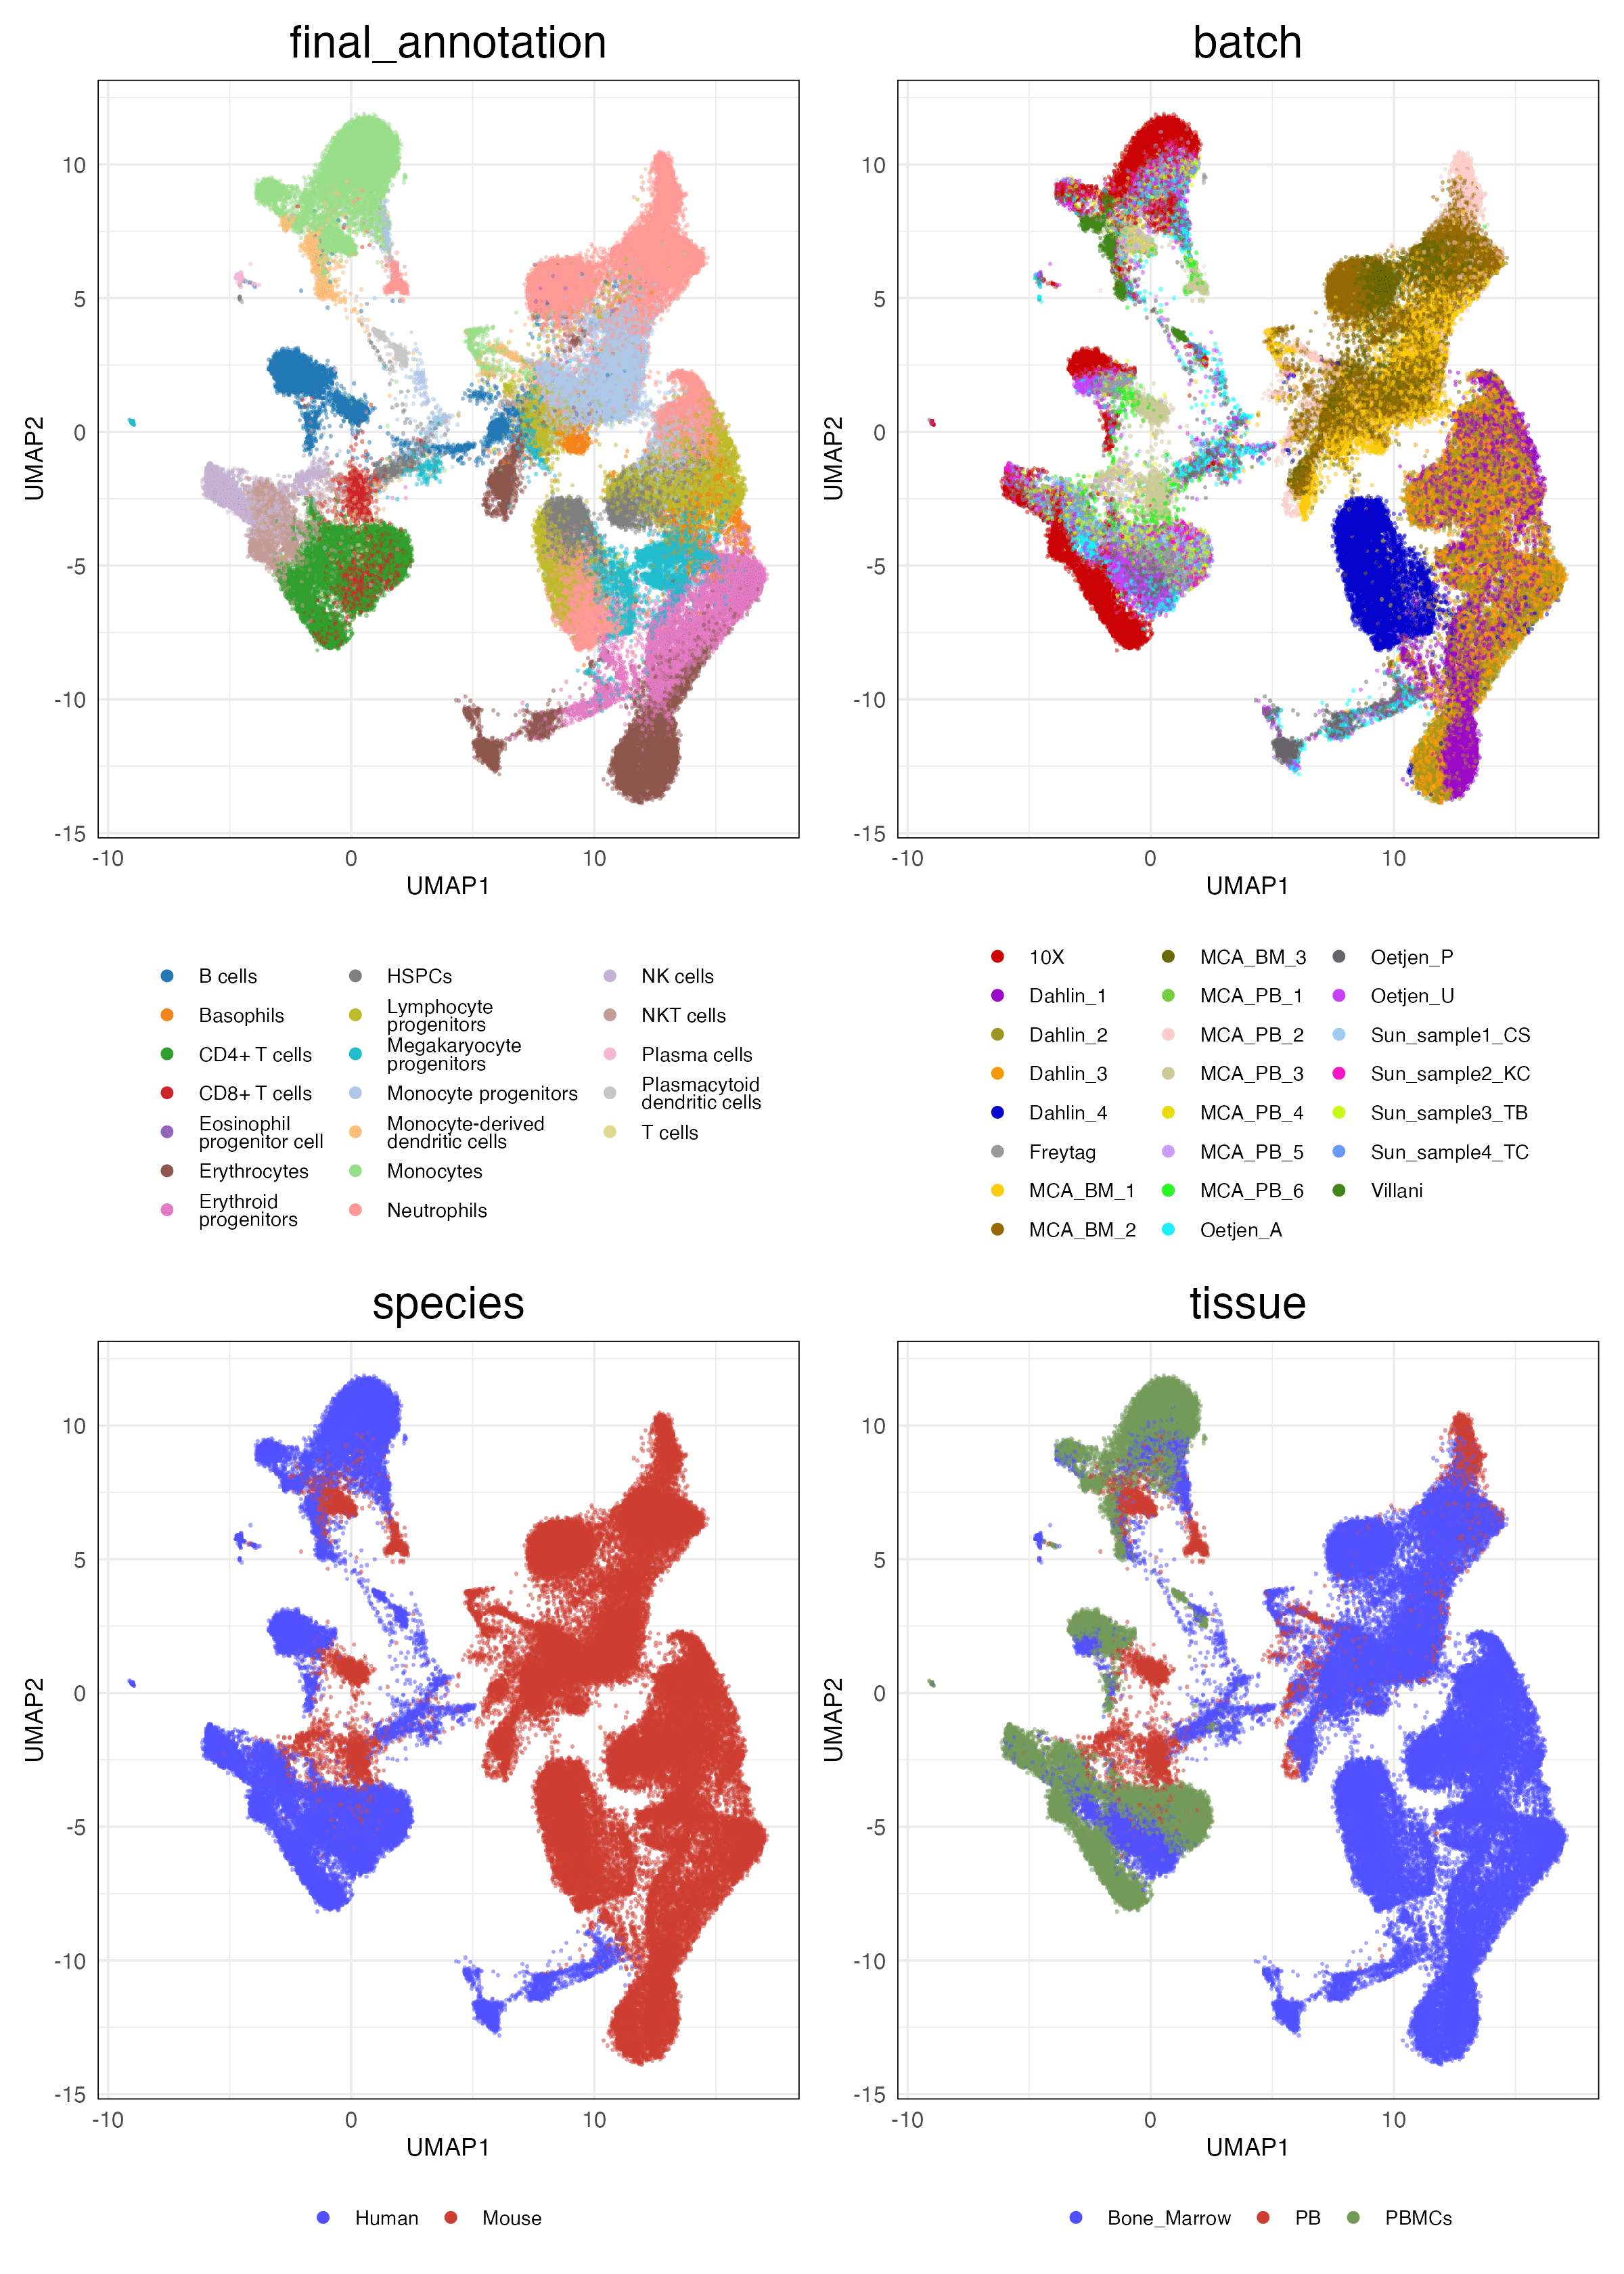 final_annotation
batch
10
5
0
-5
-10
-15
-10
0
10
UMAP1
UMAP2
10
5
0
-5
-10
-15
-10
0
10
UMAP1
UMAP2
B cells
Basophils
CD4+ T cells
CD8+ T cells
Eosinophil
progenitor cell
Erythrocytes
Erythroid
progenitors
HSPCs
Lymphocyte
progenitors
Megakaryocyte
progenitors
Monocyte progenitors
Monocyte-derived
dendritic cells
Monocytes
Neutrophils
NK cells
NKT cells
Plasma cells
Plasmacytoid
dendritic cells
T cells
10X
Dahlin_1
Dahlin_2
Dahlin_3
Dahlin_4
Freytag
MCA_BM_1
MCA_BM_2
MCA_BM_3
MCA_PB_1
MCA_PB_2
MCA_PB_3
MCA_PB_4
MCA_PB_5
MCA_PB_6
Oetjen_A
Oetjen_P
Oetjen_U
Sun_sample1_CS
Sun_sample2_KC
Sun_sample3_TB
Sun_sample4_TC
Villani
species
tissue
10
5
0
-5
-10
-15
-10
0
10
UMAP1
UMAP2
10
5
0
-5
-10
-15
-10
0
10
UMAP1
UMAP2
Human
Mouse
Bone_Marrow
PB
PBMCs